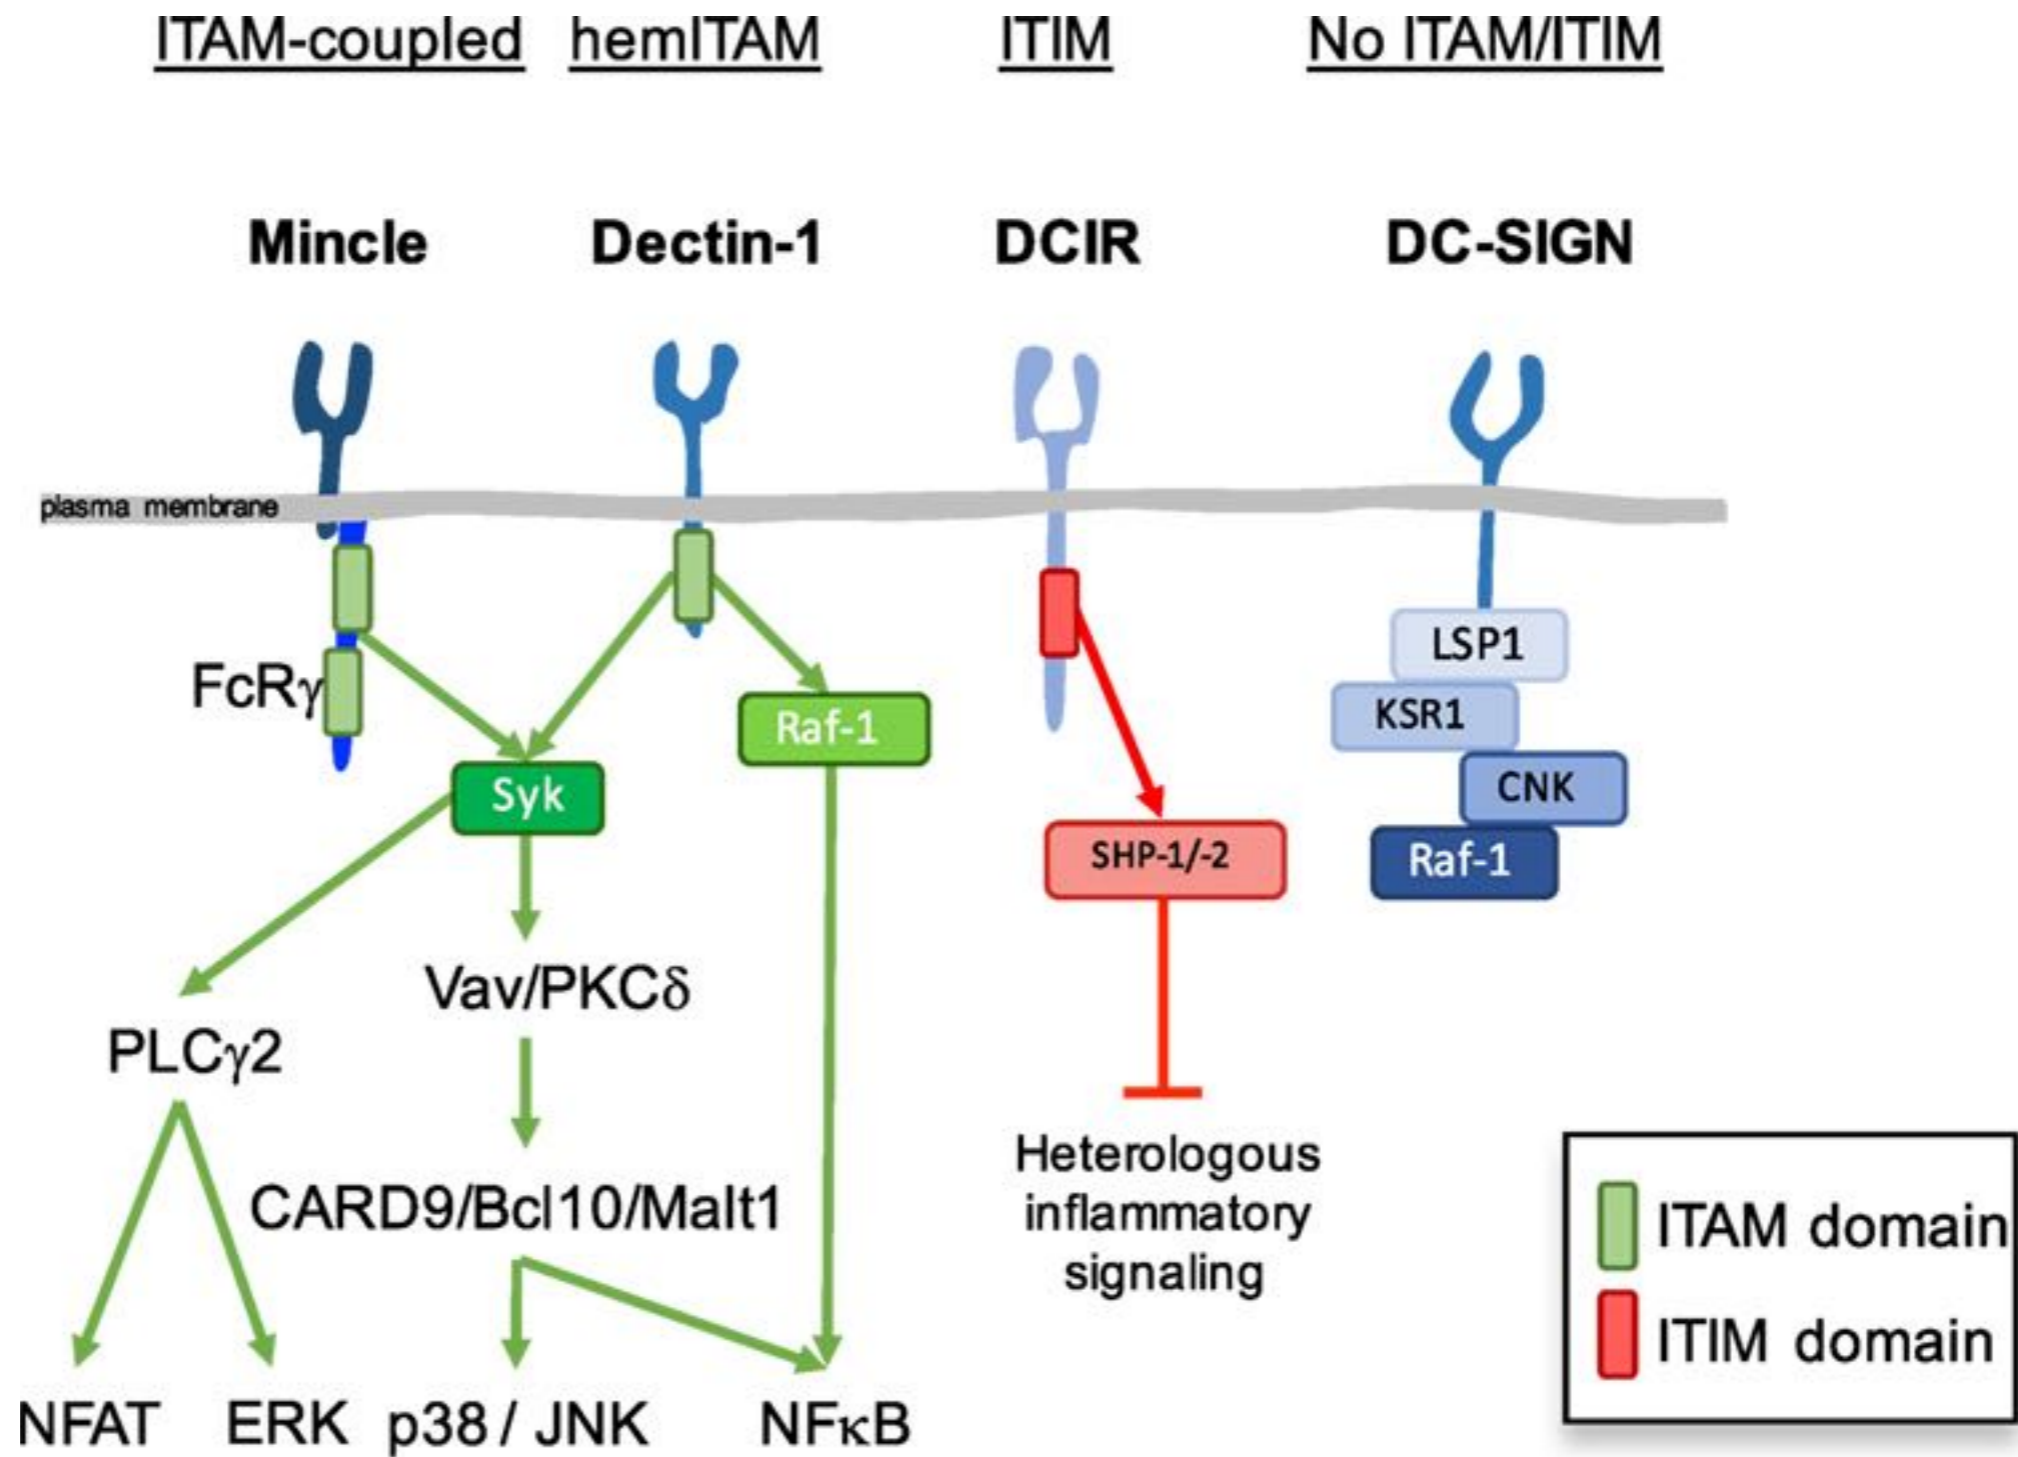 ITAM-coupled hemITAM ITIM No ITAM/ITIM
Mincle Dectin-1 DCIR DC-SIGN
plasma membrane
FcRγ
LSP1
KSR1
Raf-1
CNK
Syk
SHP-1/-2
Raf-1
Vav/PKCδ
PLCγ2
CARD9/Bcl10/Malt1
Heterologous
inflammatory
signaling
ITAM domain
ITIM domain
NFAT ERK p38 / JNK NFκB